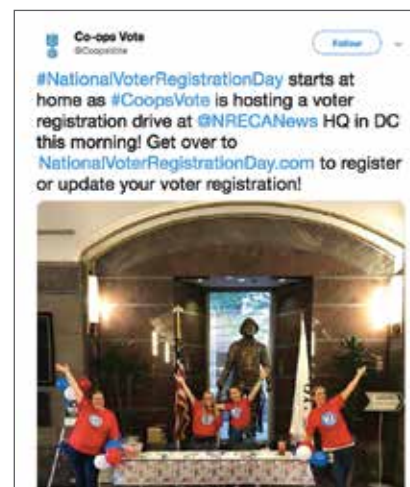 Co-ops Vote
@CoopsVote
Follow
#NationalVoterRegistrationDay starts at
home as #CoopsVote is hosting a voter
registration drive at @NRECANews HQ in DC
this morning! Get over to
NationalVoterRegistrationDay.com to register
or update your voter registration!